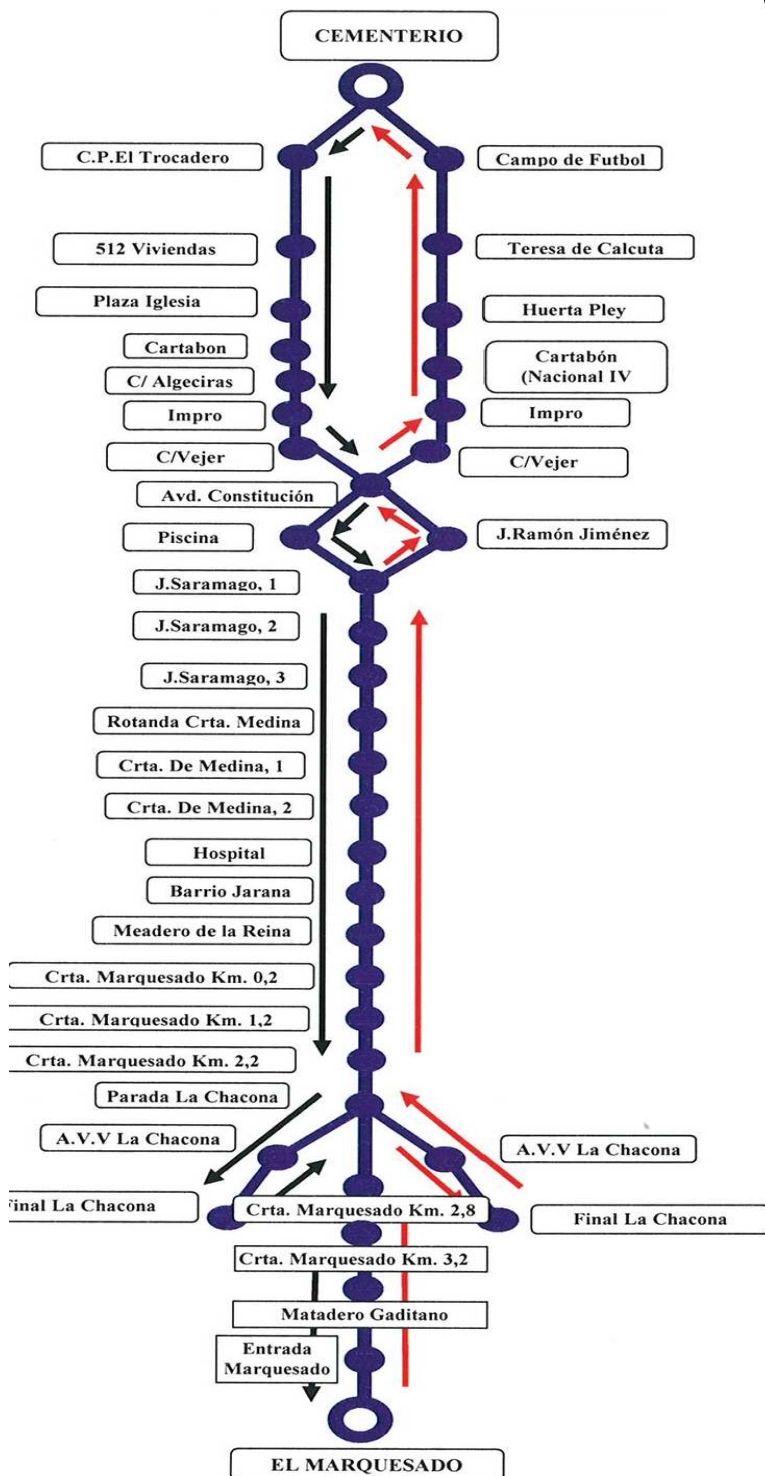 CEMENTERIO
C.P.El Trocadero
Campo de Futbol
512 Viviendas
Teresa de Calcuta
Plaza Iglesia
Huerta Pley
Cartabon
Cartabón
(Nacional IV
C/ Algeciras
Impro
Impro
C/Vejer
C/Vejer
Avd. Constitución
Piscina
J.Ramón Jiménez
J.Saramago, 1
J.Saramago, 2
J.Saramago, 3
Rotanda Crta. Medina
Crta. De Medina, 1
Crta. De Medina, 2
Hospital
Barrio Jarana
Meadero de la Reina
Crta. Marquesado Km. 0,2
Crta. Marquesado Km. 1,2
Crta. Marquesado Km. 2,2
Parada La Chacona
A.V.V La Chacona
A.V.V La Chacona
Final La Chacona
Crta. Marquesado Km. 2,8
Final La Chacona
Crta. Marquesado Km. 3,2
Matadero Gaditano
Entrada
Marquesado
EL MARQUESADO